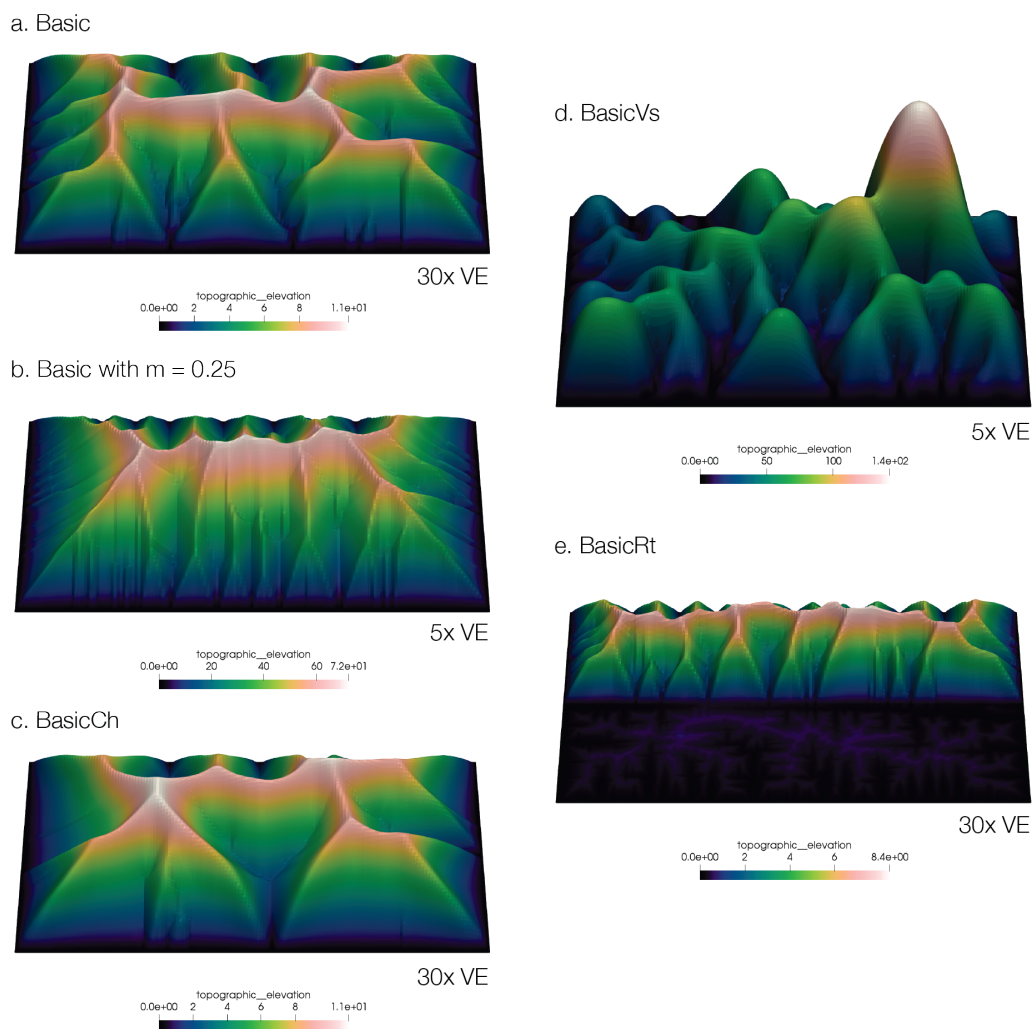 a. Basic
30x VE
topographic__elevation
0.0e+00 2 4 6 8 1.1e+01
b. Basic with m = 0.25
5x VE
topographic__elevation
0.0e+00 20 40 60 7.2e+01
c. BasicCh
30x VE
topographic__elevation
0.0e+00 2 4 6 8 1.1e+01
d. BasicVs
5x VE
topographic__elevation
0.0e+00 50 100 1.4e+02
e. BasicRt
30x VE
topographic__elevation
0.0e+00 2 4 6 8.4e+00